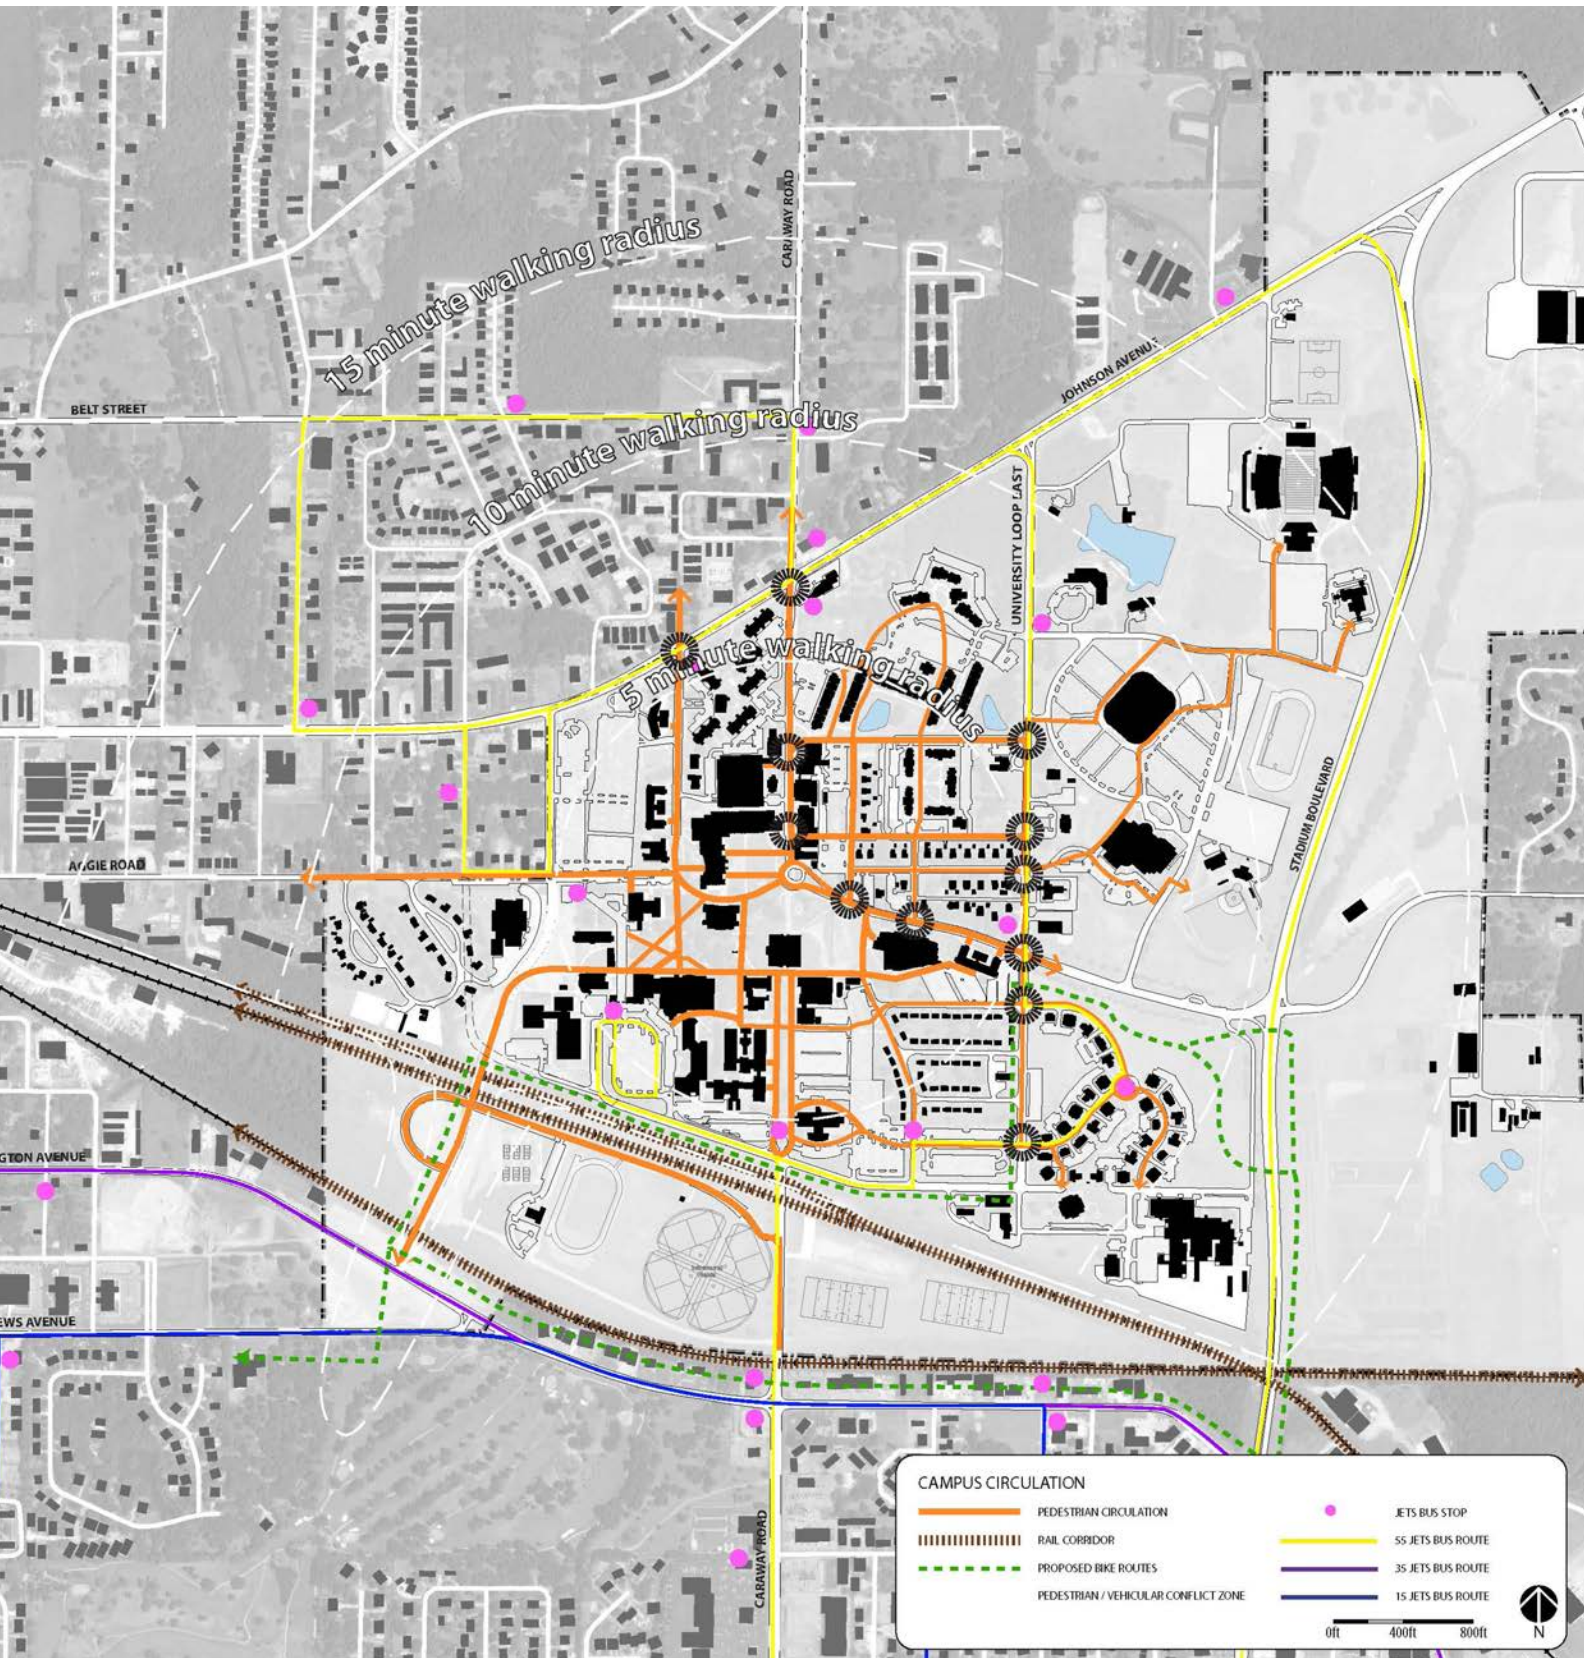 CARAWAY ROAD
15 minute walking radius
JOHNSON AVENUE
BELT STREET
10 minute walking radius
UNIVERSITY LOOP EAST
5 minute walking radius
STADIUM BOULEVARD
AGGIE ROAD
GTON AVENUE
EWS AVENUE
CARAWAY ROAD
CAMPUS CIRCULATION
PEDESTRIAN CIRCULATION
RAIL CORRIDOR
PROPOSED BIKE ROUTES
PEDESTRIAN / VEHICULAR CONFLICT ZONE
JETS BUS STOP
55 JETS BUS ROUTE
35 JETS BUS ROUTE
15 JETS BUS ROUTE
0ft 400ft 800ft
N